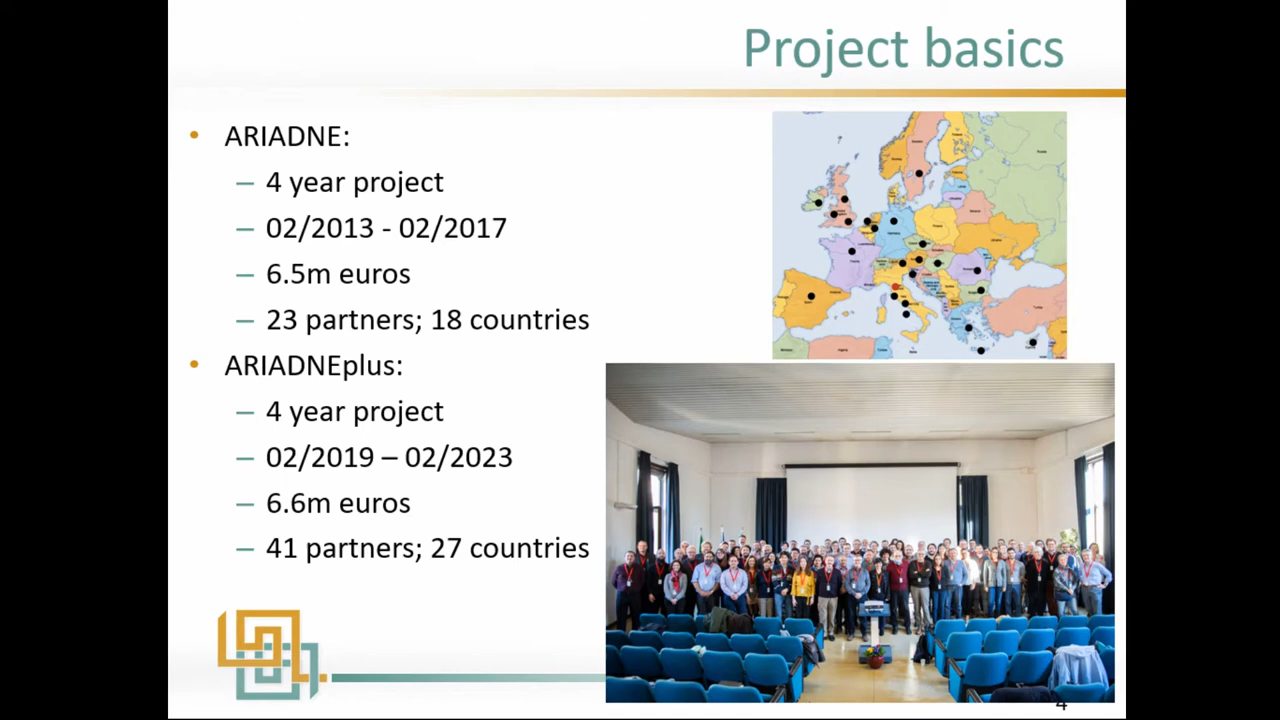 Project basics
• ARIADNE:
– 4 year project
– 02/2013 - 02/2017
– 6.5m euros
– 23 partners; 18 countries
• ARIADNEplus:
– 4 year project
– 02/2019 – 02/2023
– 6.6m euros
– 41 partners; 27 countries
4